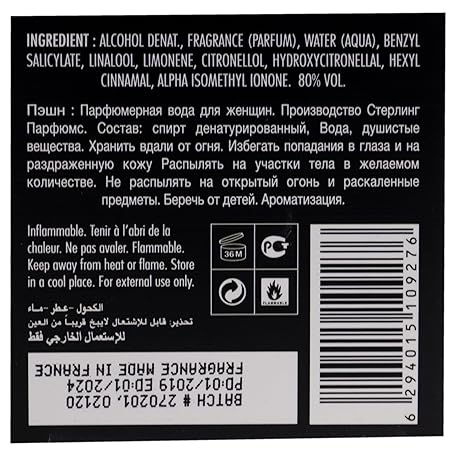 INGREDIENT : ALCOHOL DENAT., FRAGRANCE (PARFUM), WATER (AQUA), BENZYL
SALICYLATE, LINALOOL, LIMONENE, CITRONELLOL, HYDROXYCITRONELLAL, HEXYL
CINNAMAL, ALPHA ISOMETHYL IONONE. 80% VOL.
Пэшн : Парфюмерная вода для женщин. Производство Стерлинг
Парфюмс. Состав: спирт денатурированный, Вода, душистые
вещества. Хранить вдали от огня. Избегать попадания в глаза и на
раздраженную кожу Распылять на участки тела в желаемом
количестве. Не распылять на открытый огонь и раскаленные
предметы. Беречь от детей. Ароматизация.
Inflammable. Tenir à l'abri de la
chaleur. Ne pas avaler. Flammable.
Keep away from heat or flame. Store
in a cool place. For external use only.
36M
РСТ
FLAMMABLE
الكحول - عطر - ماء
تحذير: قابل للإشتعال لايبخ قريباً من العين
للإستعمال الخارجي فقط
BATCH # 270201, 02120
PD:01/2019 ED:01/2024
FRAGRANCE MADE IN FRANCE
6 294015 109276